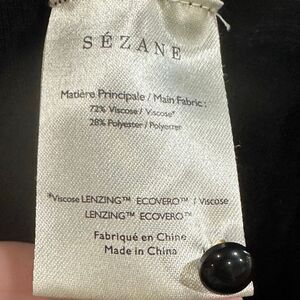 SÉZANE
Matière Principale / Main Fabric :
72% Viscose / Viscose*
28% Polyester / Polyester
*Viscose LENZING™ ECOVERO™ / Viscose
LENZING™ ECOVERO™
Fabriqué en Chine
Made in China